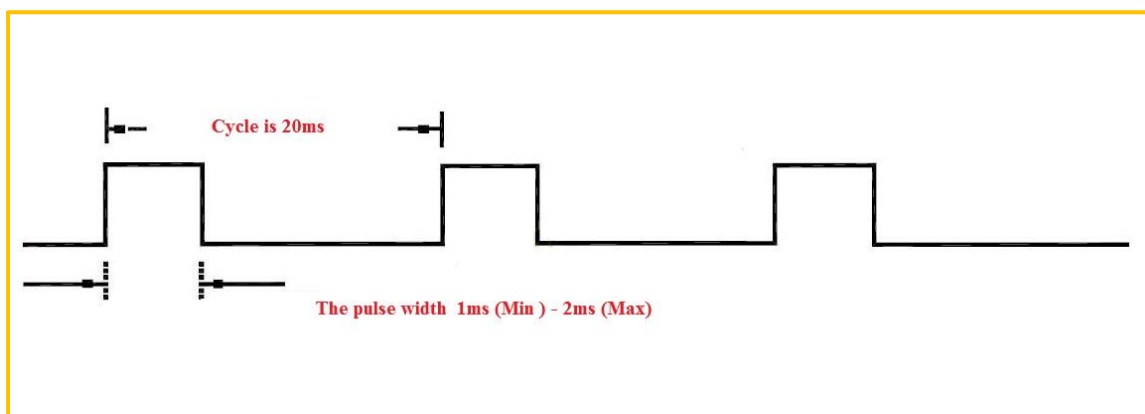 Cycle is 20ms
The pulse width 1ms (Min ) - 2ms (Max)